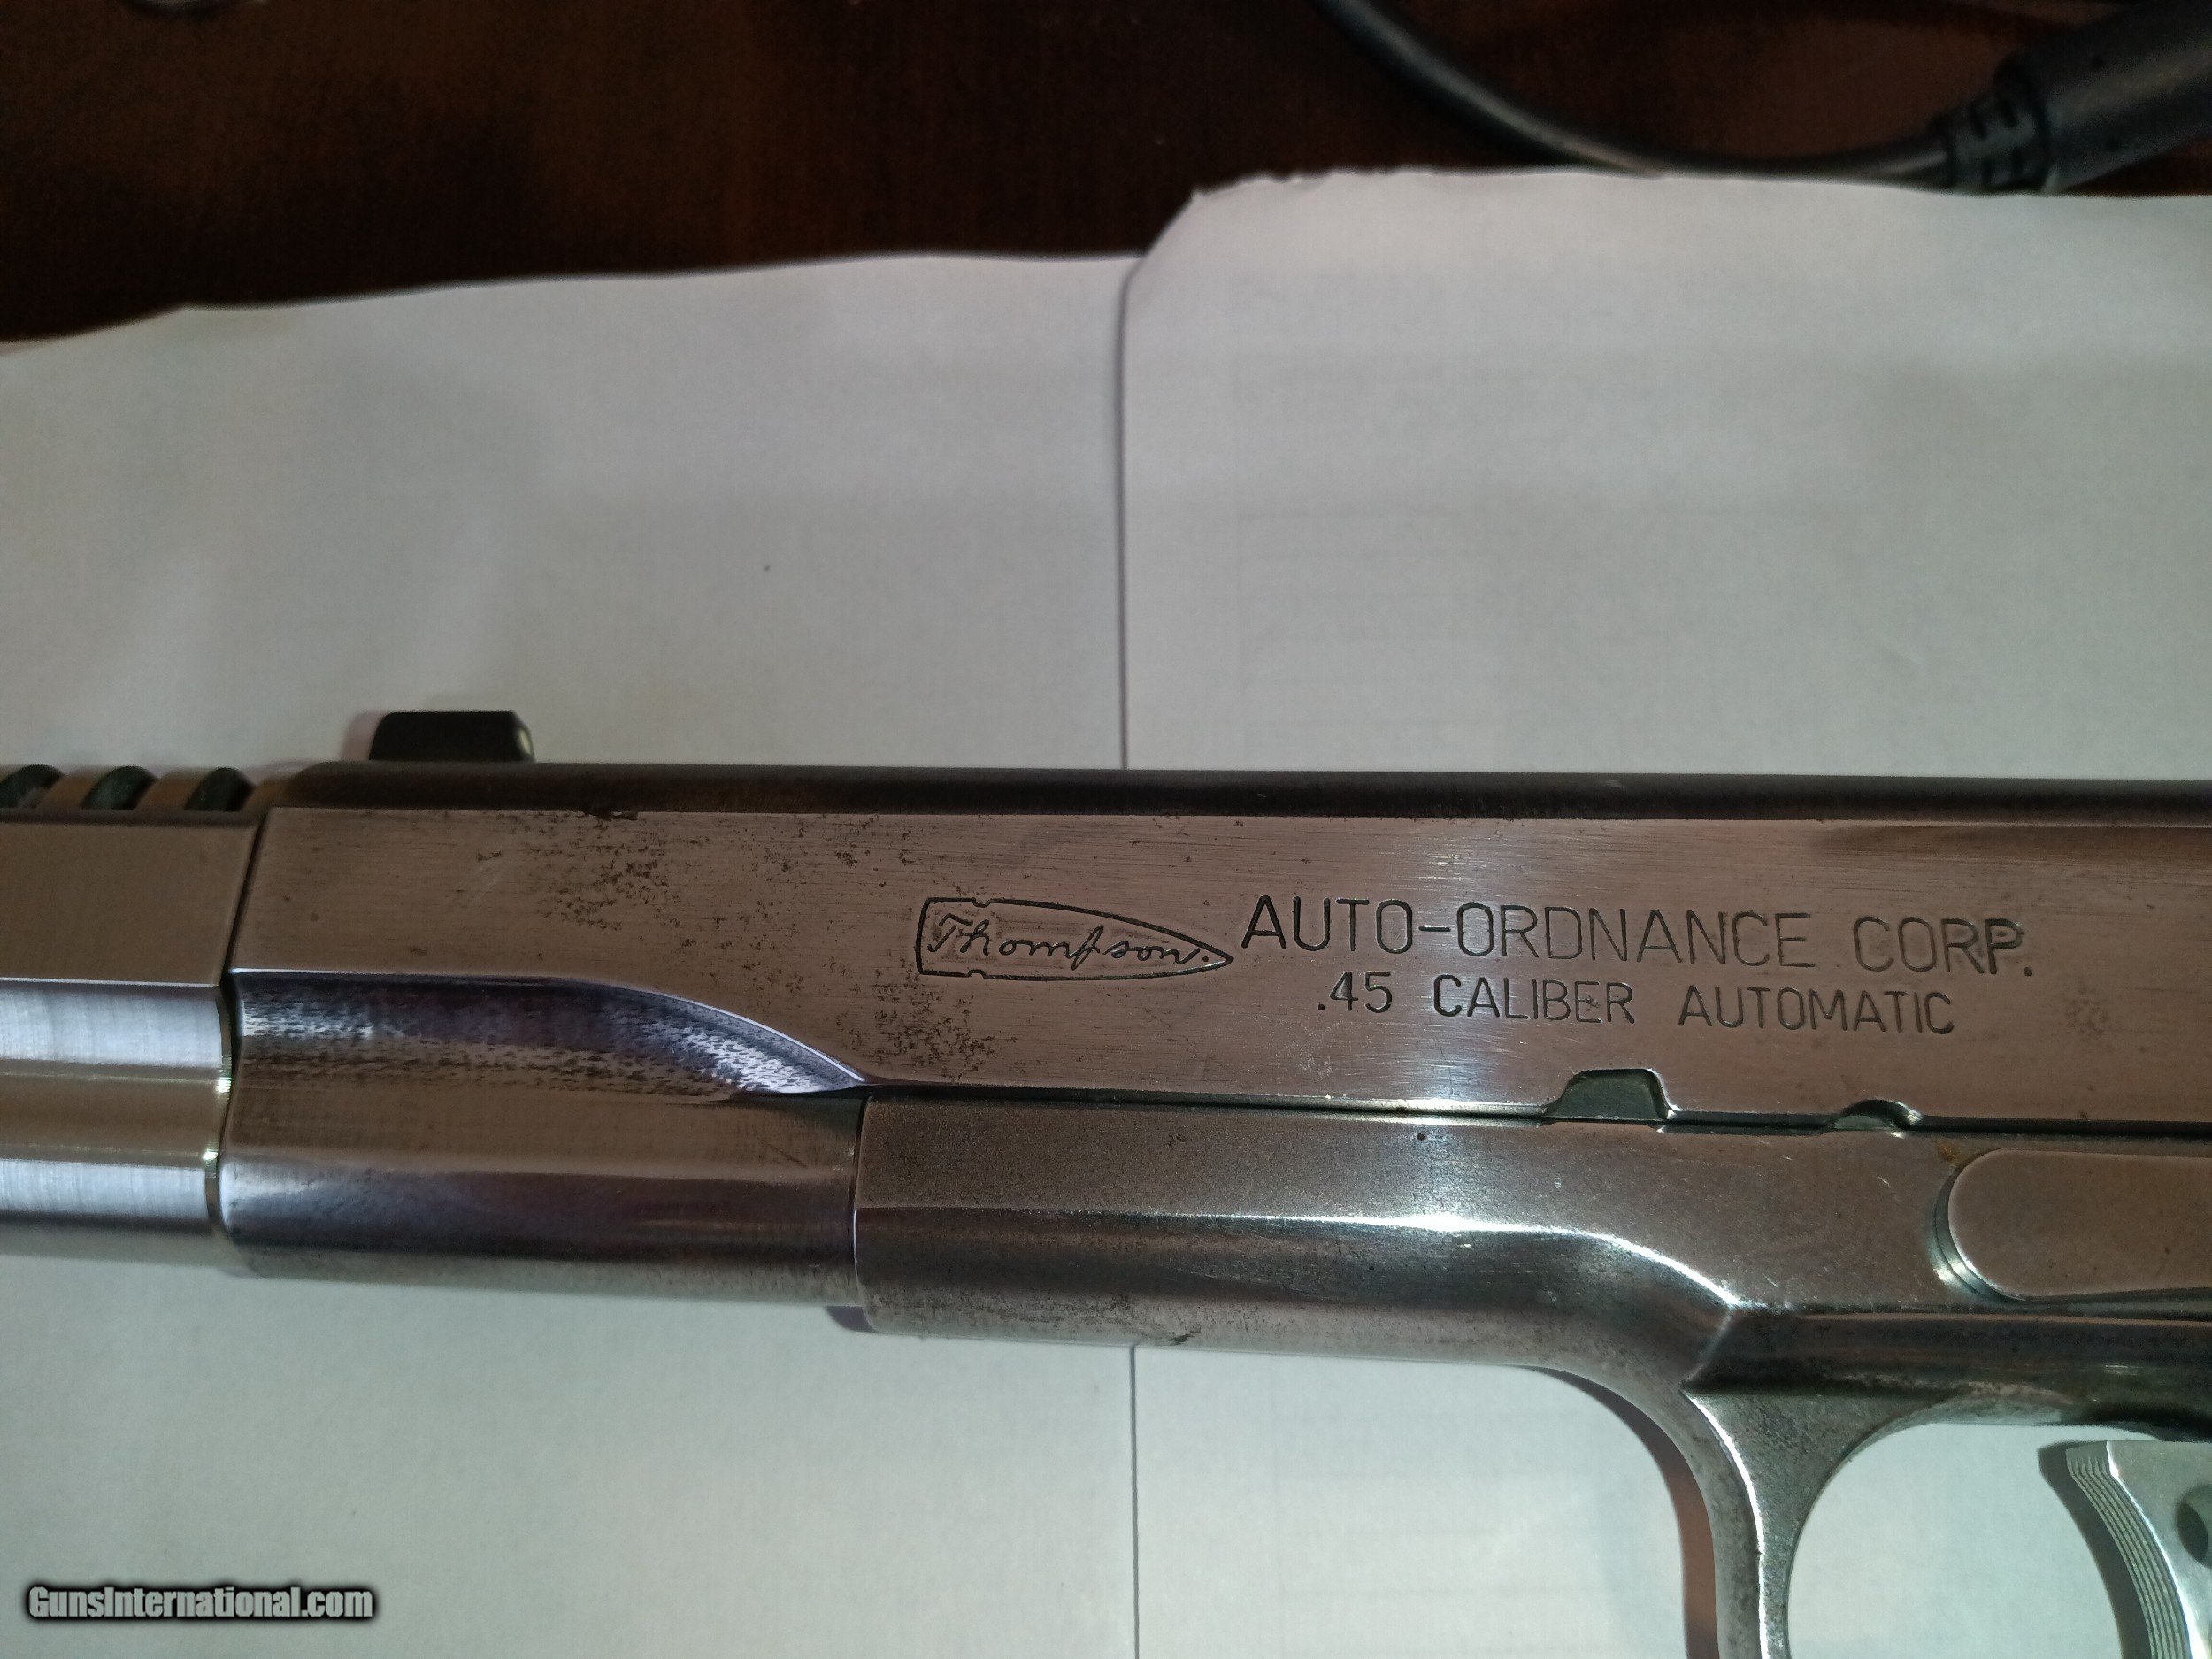 Thompson.
AUTO-ORDNANCE CORP.
.45 CALIBER AUTOMATIC
GunsInternational.com